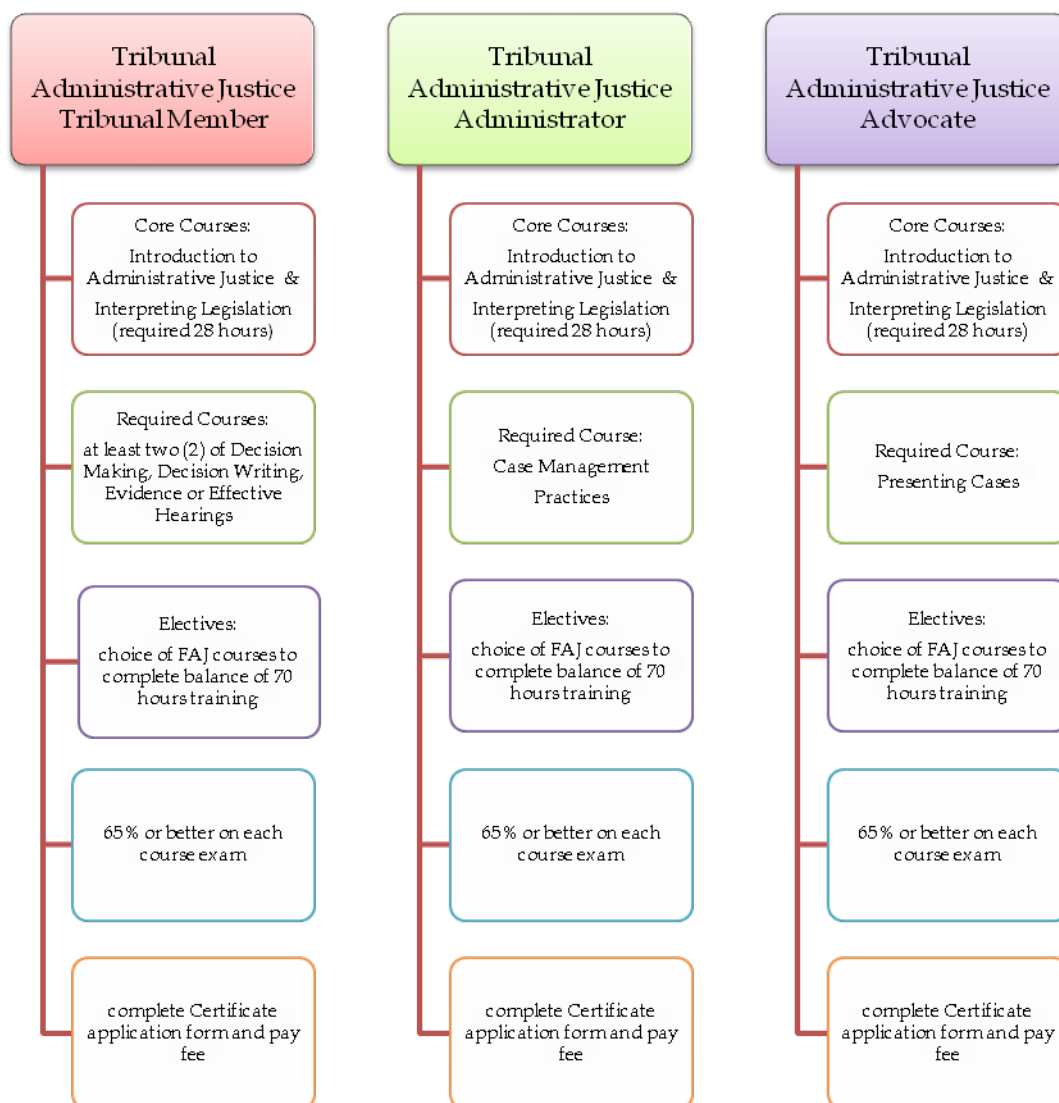 Tribunal
Administrative Justice
Tribunal Member
Core Courses:
Introduction to
Administrative Justice &
Interpreting Legislation
(required 28 hours)
Required Courses:
at least two (2) of Decision
Making, Decision Writing,
Evidence or Effective
Hearings
Electives:
choice of FAJ courses to
complete balance of 70
hours training
65% or better on each
course exam
complete Certificate
application form and pay
fee
Tribunal
Administrative Justice
Administrator
Core Courses:
Introduction to
Administrative Justice &
Interpreting Legislation
(required 28 hours)
Required Course:
Case Management
Practices
Electives:
choice of FAJ courses to
complete balance of 70
hours training
65% or better on each
course exam
complete Certificate
application form and pay
fee
Tribunal
Administrative Justice
Advocate
Core Courses:
Introduction to
Administrative Justice &
Interpreting Legislation
(required 28 hours)
Required Course:
Presenting Cases
Electives:
choice of FAJ courses to
complete balance of 70
hours training
65% or better on each
course exam
complete Certificate
application form and pay
fee